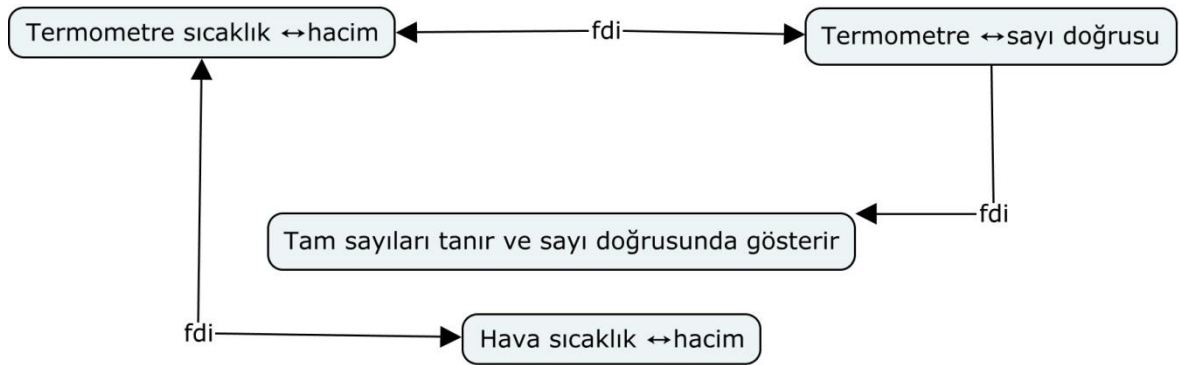 Termometre sıcaklık ↔hacim
fdi
Termometre ↔sayı doğrusu
fdi
Tam sayıları tanır ve sayı doğrusunda gösterir
fdi
Hava sıcaklık ↔hacim